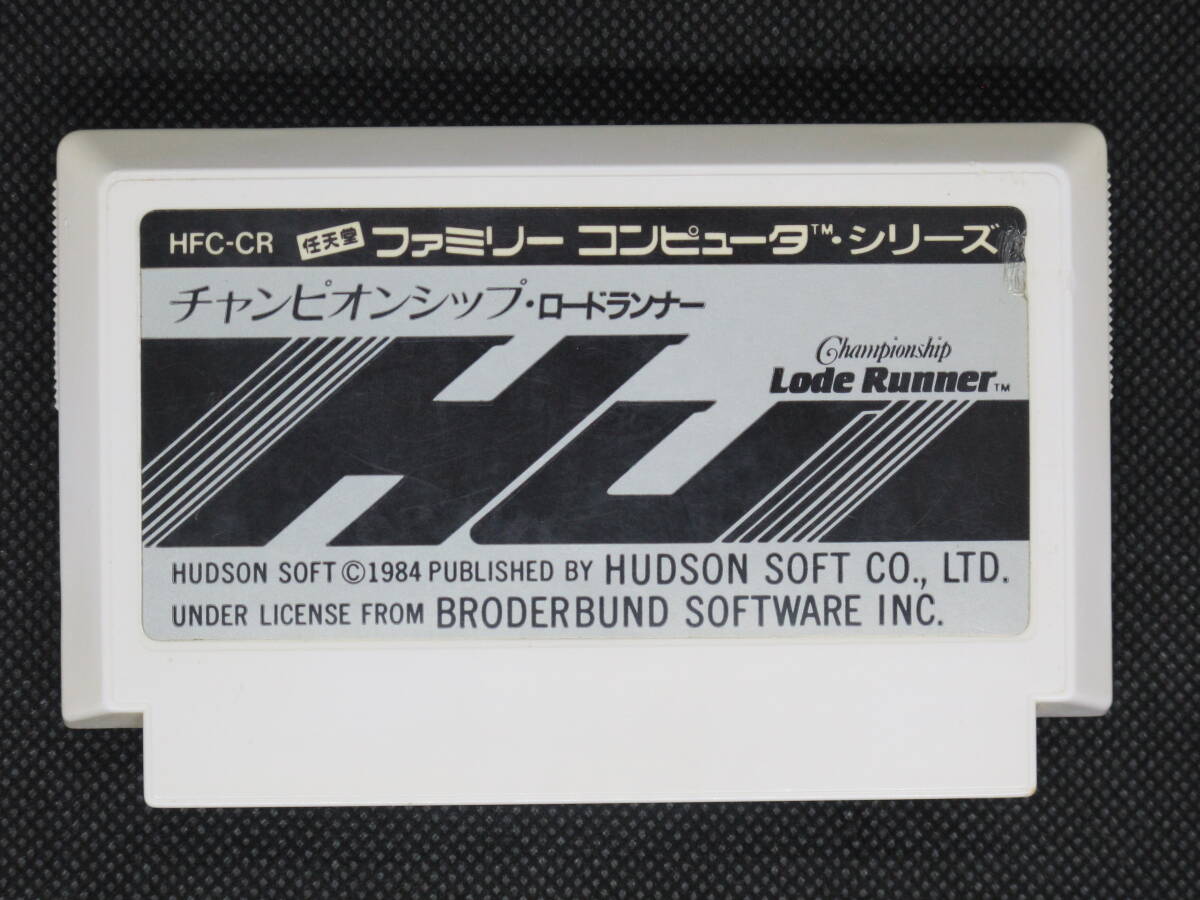 HFC-CR 任天堂 ファミリー コンピュータ™・シリーズ
チャンピオンシップ・ロードランナー
Championship
Lode Runner™
HU
HUDSON SOFT ©1984 PUBLISHED BY HUDSON SOFT CO., LTD.
UNDER LICENSE FROM BRODERBUND SOFTWARE INC.